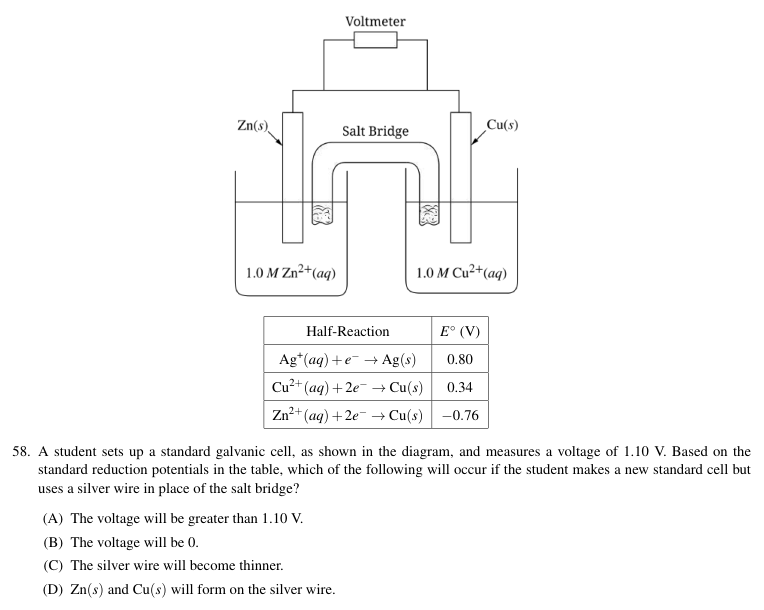 Voltmeter
Zn(s)
Salt Bridge
Cu(s)
1.0 M Zn²⁺(aq)
1.0 M Cu²⁺(aq)
Half-Reaction E° (V)
Ag⁺(aq) + e⁻ → Ag(s) 0.80
Cu²⁺(aq) + 2e⁻ → Cu(s) 0.34
Zn²⁺(aq) + 2e⁻ → Cu(s) −0.76
58. A student sets up a standard galvanic cell, as shown in the diagram, and measures a voltage of 1.10 V. Based on the
standard reduction potentials in the table, which of the following will occur if the student makes a new standard cell but
uses a silver wire in place of the salt bridge?
(A) The voltage will be greater than 1.10 V.
(B) The voltage will be 0.
(C) The silver wire will become thinner.
(D) Zn(s) and Cu(s) will form on the silver wire.